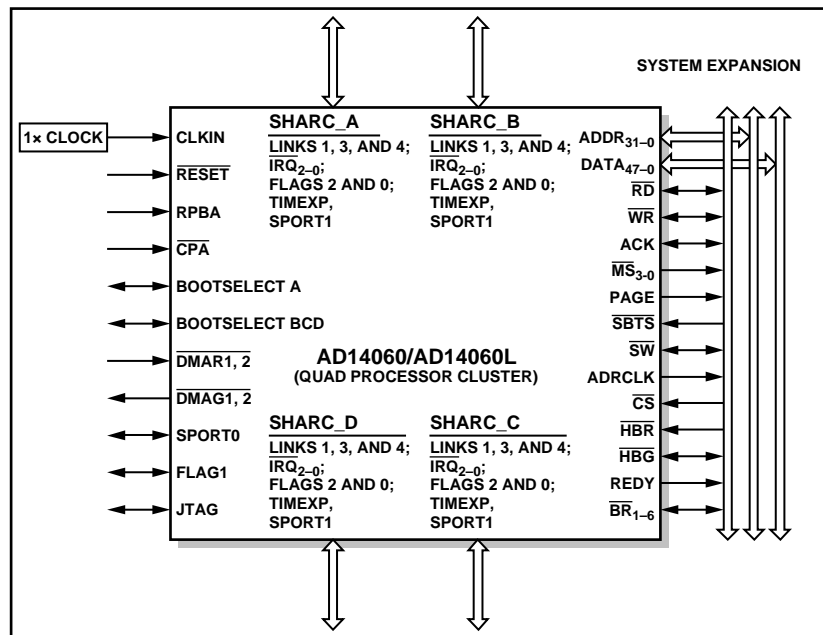 SYSTEM EXPANSION
1× CLOCK
CLKIN
RESET
RPBA
CPA
BOOTSELECT A
BOOTSELECT BCD
DMAR1, 2
DMAG1, 2
SPORT0
FLAG1
JTAG
SHARC_A
LINKS 1, 3, AND 4;
IRQ2–0;
FLAGS 2 AND 0;
TIMEXP,
SPORT1
SHARC_B
LINKS 1, 3, AND 4;
IRQ2–0;
FLAGS 2 AND 0;
TIMEXP,
SPORT1
AD14060/AD14060L
(QUAD PROCESSOR CLUSTER)
SHARC_D
LINKS 1, 3, AND 4;
IRQ2–0;
FLAGS 2 AND 0;
TIMEXP,
SPORT1
SHARC_C
LINKS 1, 3, AND 4;
IRQ2–0;
FLAGS 2 AND 0;
TIMEXP,
SPORT1
ADDR31–0
DATA47–0
RD
WR
ACK
MS3-0
PAGE
SBTS
SW
ADRCLK
CS
HBR
HBG
REDY
BR1–6